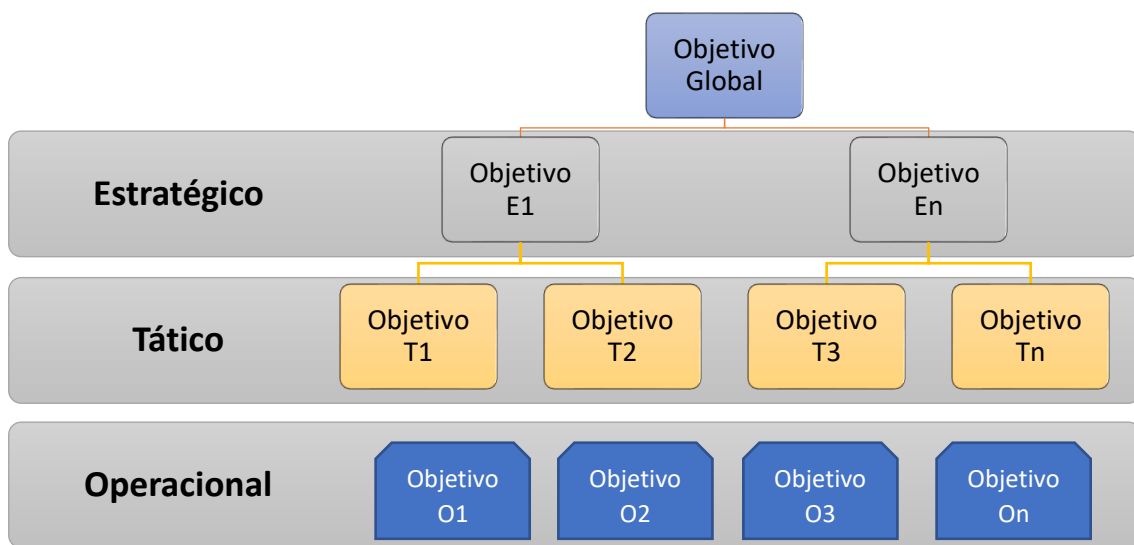 Objetivo
Global
Estratégico
Objetivo
E1
Objetivo
En
Tático
Objetivo
T1
Objetivo
T2
Objetivo
T3
Objetivo
Tn
Operacional
Objetivo
O1
Objetivo
O2
Objetivo
O3
Objetivo
On